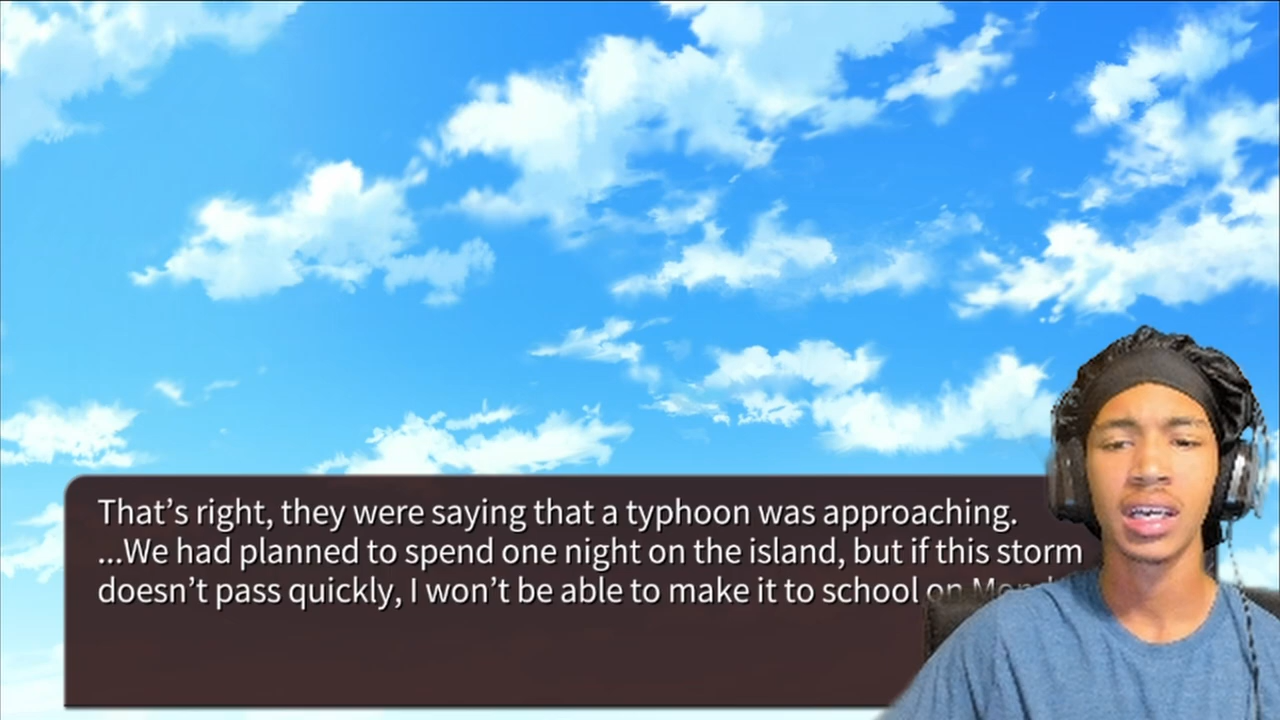 That’s right, they were saying that a typhoon was approaching.
...We had planned to spend one night on the island, but if this storm
doesn’t pass quickly, I won’t be able to make it to school on